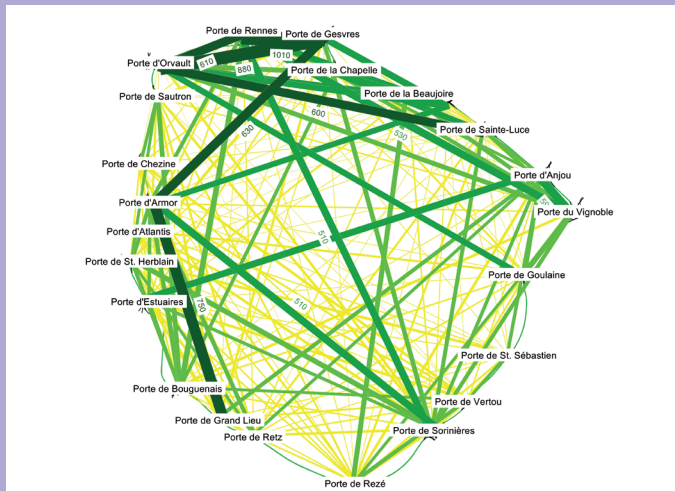 Porte de Rennes
Porte de Gesvres
Porte d'Orvault
610
1010
880
Porte de la Chapelle
Porte de Sautron
Porte de la Beaujoire
600
630
530
Porte de Sainte-Luce
Porte de Chezine
Porte d'Anjou
Porte d'Armor
Porte du Vignoble
Porte d'Atlantis
510
Porte de St. Herblain
Porte de Goulaine
Porte d'Estuaires
750
510
Porte de St. Sébastien
Porte de Bouguenais
Porte de Vertou
Porte de Grand Lieu
Porte de Sorinières
Porte de Retz
Porte de Rezé